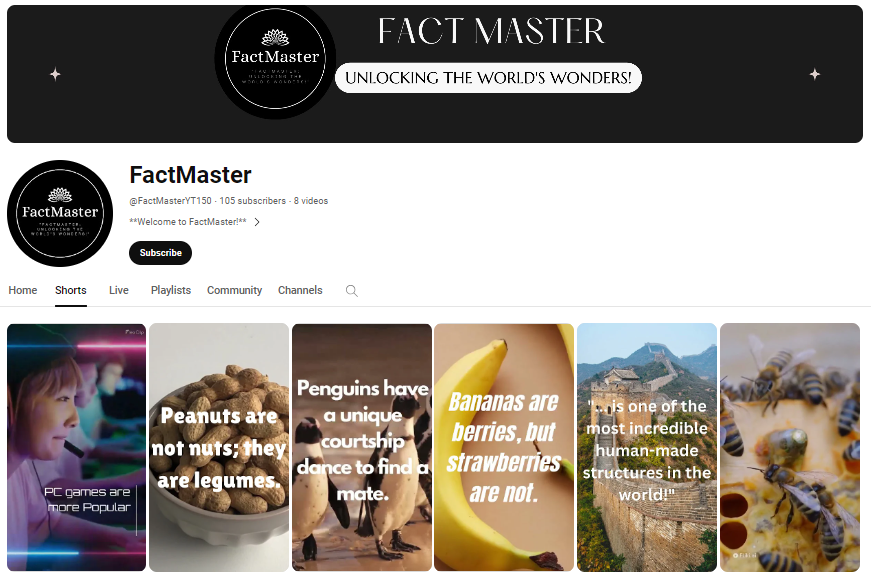 FACT MASTER
FactMaster
"FACTMASTER:
UNLOCKING THE
WORLD'S WONDERS!"
UNLOCKING THE WORLD'S WONDERS!
FactMaster
"FACTMASTER:
UNLOCKING THE
WORLD'S WONDERS!"
FactMaster
@FactMasterYT150 · 105 subscribers · 8 videos
**Welcome to FactMaster!**
Subscribe
Home Shorts Live Playlists Community Channels
PC games are
more Popular
Peanuts are
not nuts; they
are legumes.
Penguins have
a unique
courtship
dance to find a
mate.
Bananas are
berries, but
strawberries
are not.
"... is one of the
most incredible
human-made
structures in the
world!"